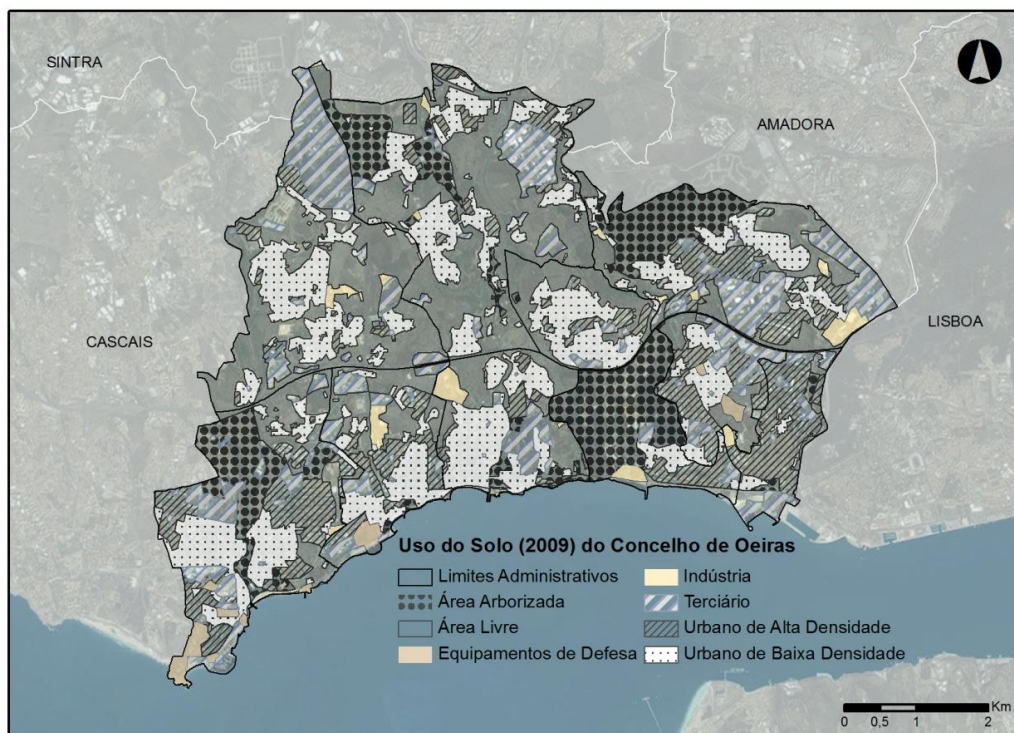 SINTRA
AMADORA
CASCAIS
LISBOA
Uso do Solo (2009) do Concelho de Oeiras
Limites Administrativos
Área Arborizada
Área Livre
Equipamentos de Defesa
Indústria
Terciário
Urbano de Alta Densidade
Urbano de Baixa Densidade
Km
0 0,5 1 2